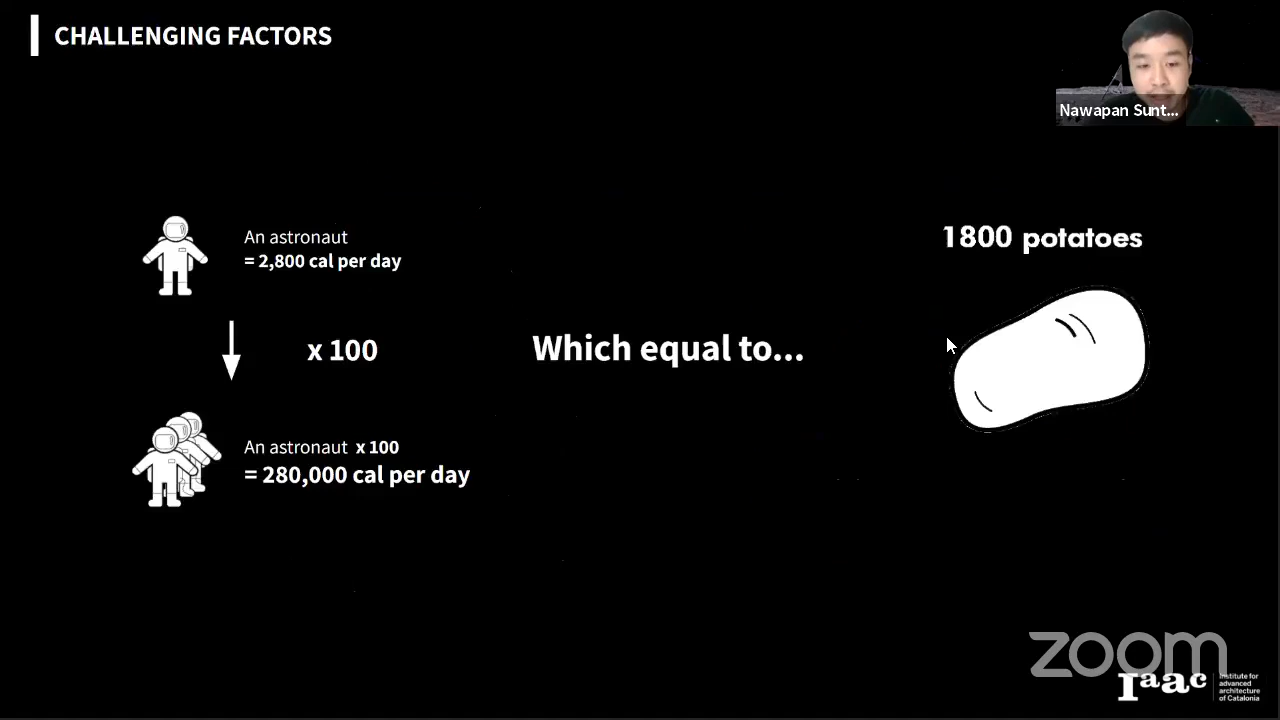 CHALLENGING FACTORS
Nawapan Sunt...
An astronaut
= 2,800 cal per day
1800 potatoes
x 100
Which equal to...
An astronaut x 100
= 280,000 cal per day
zoom
Iaac
Institute for
advanced
architecture
of Catalonia